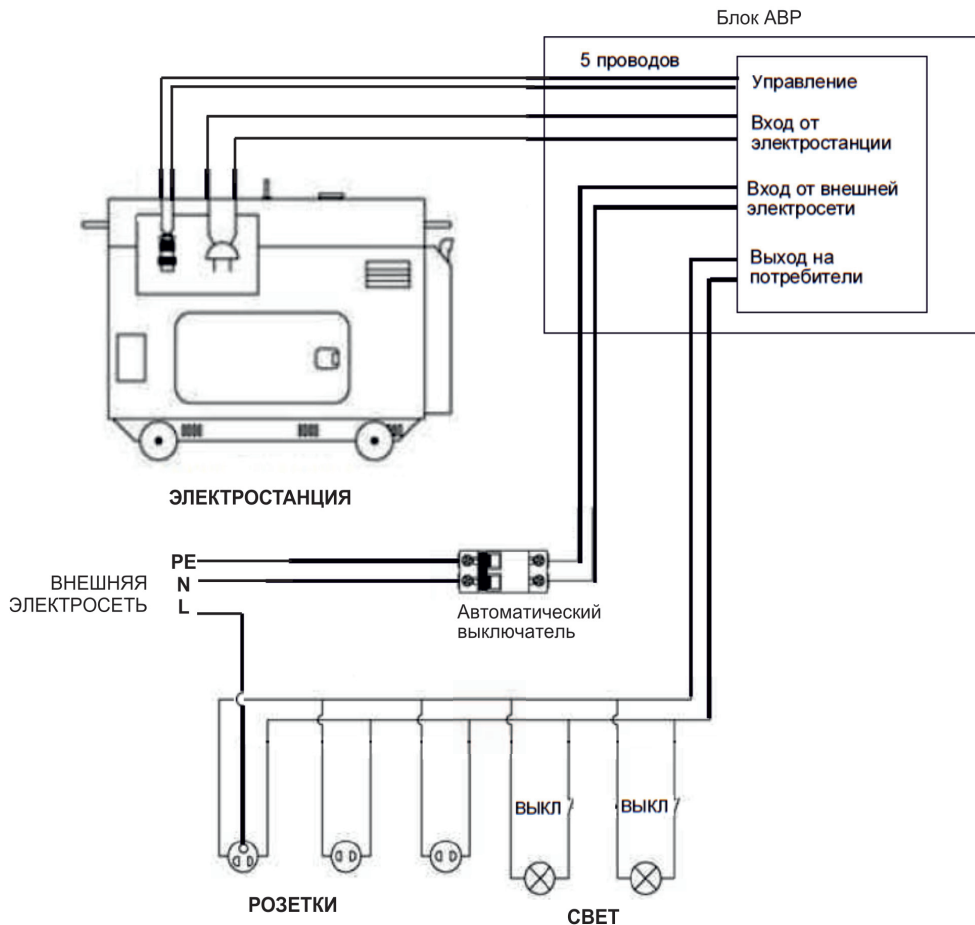 Блок АВР
5 проводов
Управление
Вход от
электростанции
Вход от внешней
электросети
Выход на
потребители
ЭЛЕКТРОСТАНЦИЯ
PE
ВНЕШНЯЯ
ЭЛЕКТРОСЕТЬ
N
L
Автоматический
выключатель
ВЫКЛ
ВЫКЛ
РОЗЕТКИ
СВЕТ